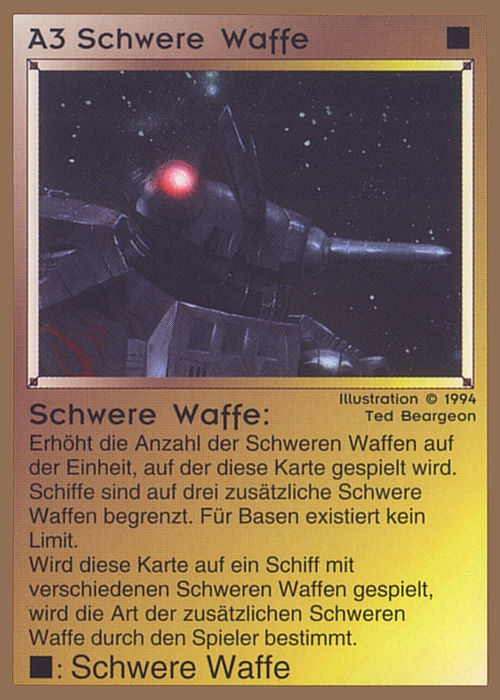 A3 Schwere Waffe ■
Illustration © 1994
Ted Beargeon
Schwere Waffe:
Erhöht die Anzahl der Schweren Waffen auf
der Einheit, auf der diese Karte gespielt wird.
Schiffe sind auf drei zusätzliche Schwere
Waffen begrenzt. Für Basen existiert kein
Limit.
Wird diese Karte auf ein Schiff mit
verschiedenen Schweren Waffen gespielt,
wird die Art der zusätzlichen Schweren
Waffe durch den Spieler bestimmt.
■: Schwere Waffe